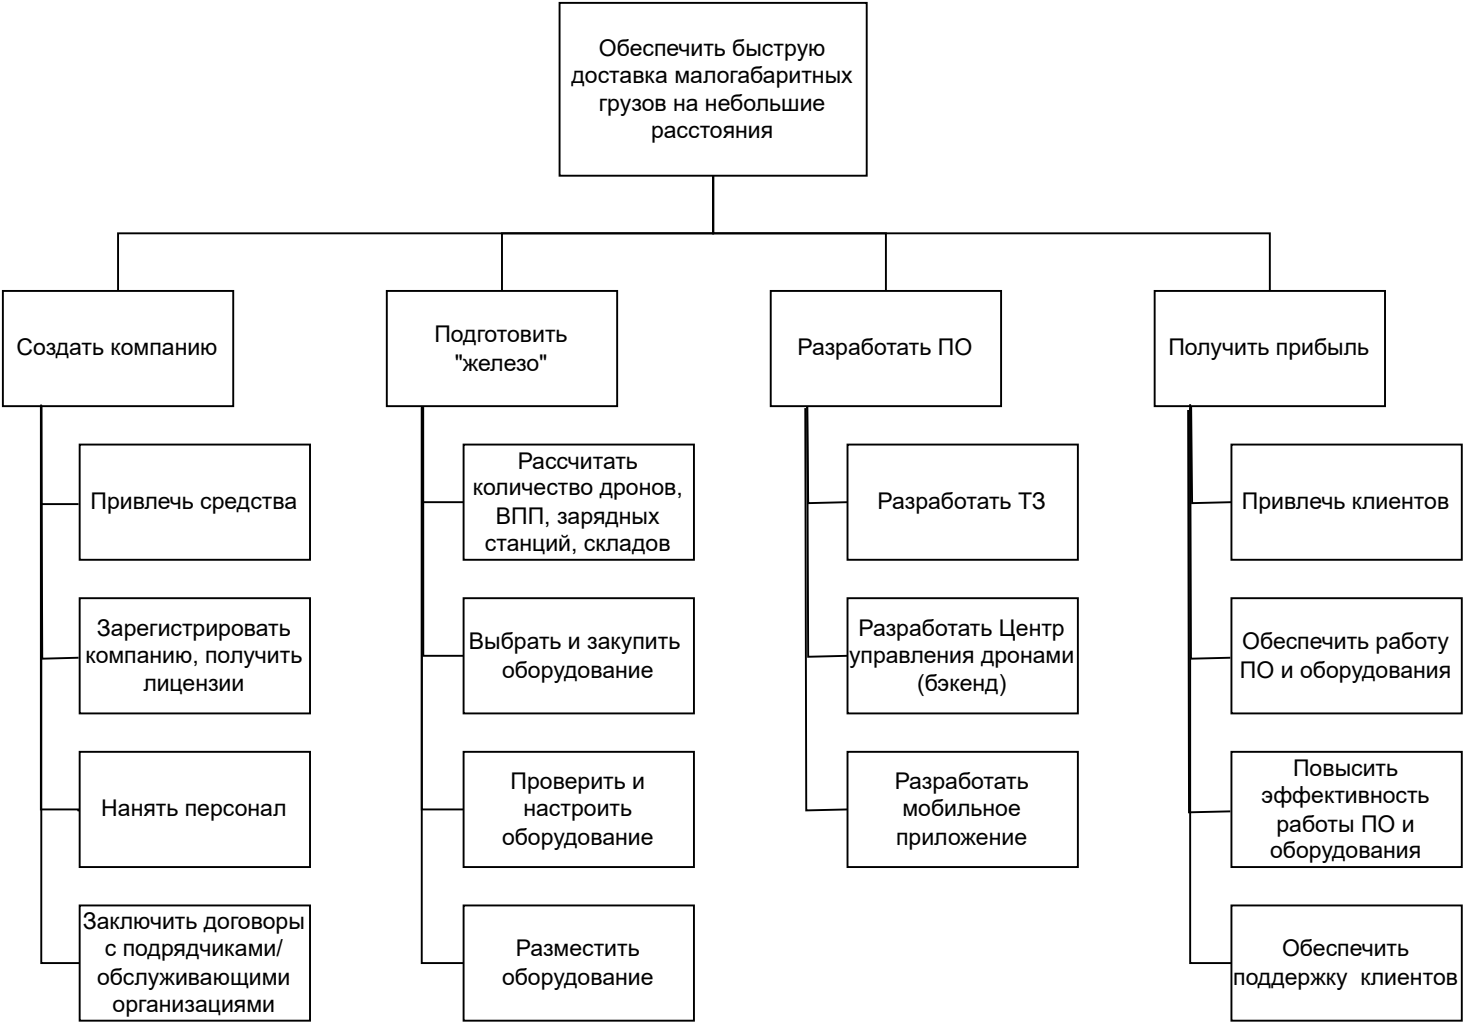 Обеспечить быструю
доставка малогабаритных
грузов на небольшие
расстояния
Создать компанию
Подготовить
"железо"
Разработать ПО
Получить прибыль
Привлечь средства
Рассчитать
количество дронов,
ВПП, зарядных
станций, складов
Разработать ТЗ
Привлечь клиентов
Зарегистрировать
компанию, получить
лицензии
Выбрать и закупить
оборудование
Разработать Центр
управления дронами
(бэкенд)
Обеспечить работу
ПО и оборудования
Нанять персонал
Проверить и
настроить
оборудование
Разработать
мобильное
приложение
Повысить
эффективность
работы ПО и
оборудования
Заключить договоры
с подрядчиками/
обслуживающими
организациями
Разместить
оборудование
Обеспечить
поддержку  клиентов